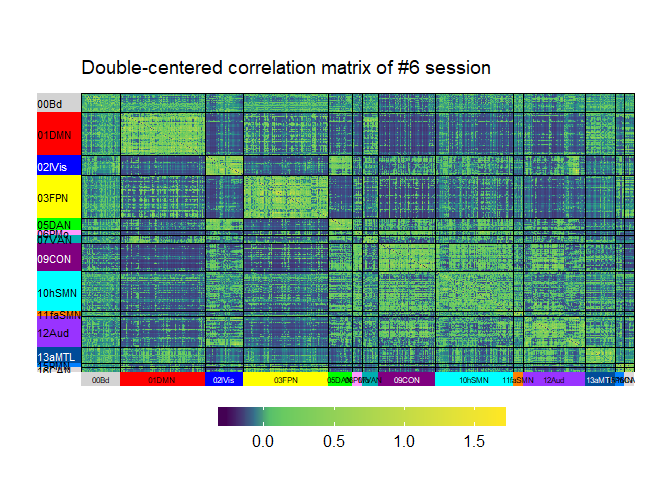 Double-centered correlation matrix of #6 session
00Bd
01DMN
02lVis
03FPN
05DAN
06PMo
07VAN
09CON
10hSMN
11faSMN
12Aud
13aMTL
00Bd 01DMN 02lVis 03FPN 09CON 10hSMN 11faSMN 12Aud 13aMTL
0.0 0.5 1.0 1.5